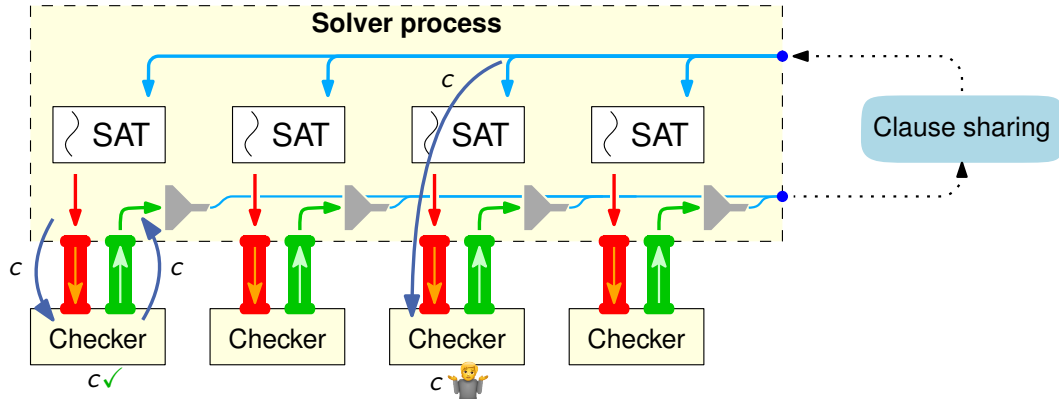 Solver process
c
SAT SAT SAT SAT
Clause sharing
c c
Checker Checker Checker Checker
c ✓ c 🤷